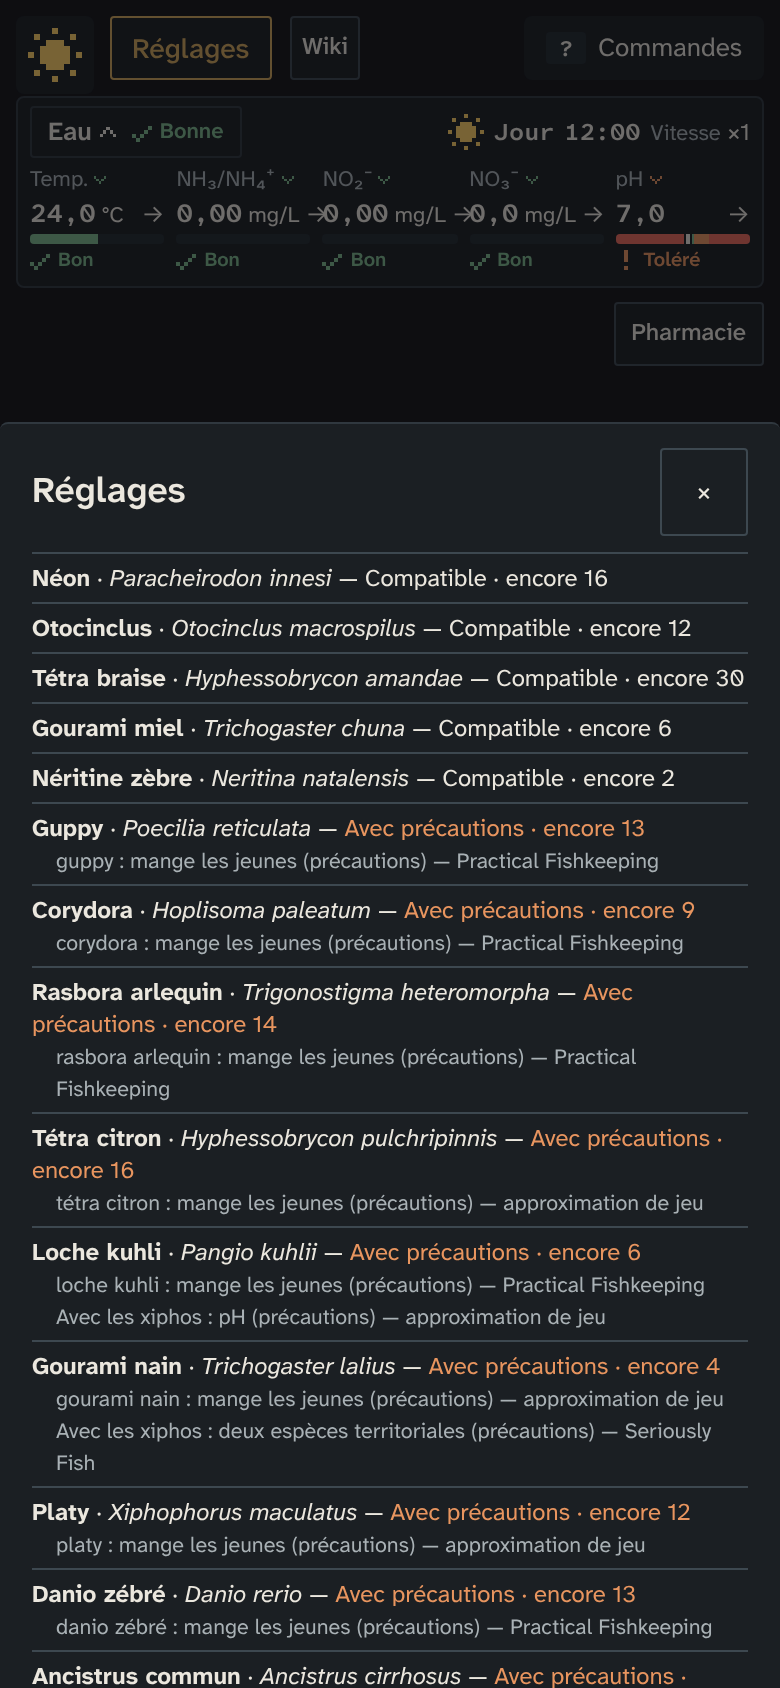 Réglages Wiki ? Commandes
Eau Bonne Jour 12:00 Vitesse ×1
Temp. NH₃/NH₄⁺ NO₂⁻ NO₃⁻ pH
24,0 °C → 0,00 mg/L → 0,00 mg/L → 0,0 mg/L → 7,0 →
Bon Bon Bon Bon ! Toléré
Pharmacie
Réglages ×
Néon · Paracheirodon innesi — Compatible · encore 16
Otocinclus · Otocinclus macrospilus — Compatible · encore 12
Tétra braise · Hyphessobrycon amandae — Compatible · encore 30
Gourami miel · Trichogaster chuna — Compatible · encore 6
Néritine zèbre · Neritina natalensis — Compatible · encore 2
Guppy · Poecilia reticulata — Avec précautions · encore 13
guppy : mange les jeunes (précautions) — Practical Fishkeeping
Corydora · Hoplisoma paleatum — Avec précautions · encore 9
corydora : mange les jeunes (précautions) — Practical Fishkeeping
Rasbora arlequin · Trigonostigma heteromorpha — Avec
précautions · encore 14
rasbora arlequin : mange les jeunes (précautions) — Practical
Fishkeeping
Tétra citron · Hyphessobrycon pulchripinnis — Avec précautions ·
encore 16
tétra citron : mange les jeunes (précautions) — approximation de jeu
Loche kuhli · Pangio kuhlii — Avec précautions · encore 6
loche kuhli : mange les jeunes (précautions) — Practical Fishkeeping
Avec les xiphos : pH (précautions) — approximation de jeu
Gourami nain · Trichogaster lalius — Avec précautions · encore 4
gourami nain : mange les jeunes (précautions) — approximation de jeu
Avec les xiphos : deux espèces territoriales (précautions) — Seriously
Fish
Platy · Xiphophorus maculatus — Avec précautions · encore 12
platy : mange les jeunes (précautions) — approximation de jeu
Danio zébré · Danio rerio — Avec précautions · encore 13
danio zébré : mange les jeunes (précautions) — Practical Fishkeeping
Ancistrus commun · Ancistrus cirrhosus — Avec précautions ·